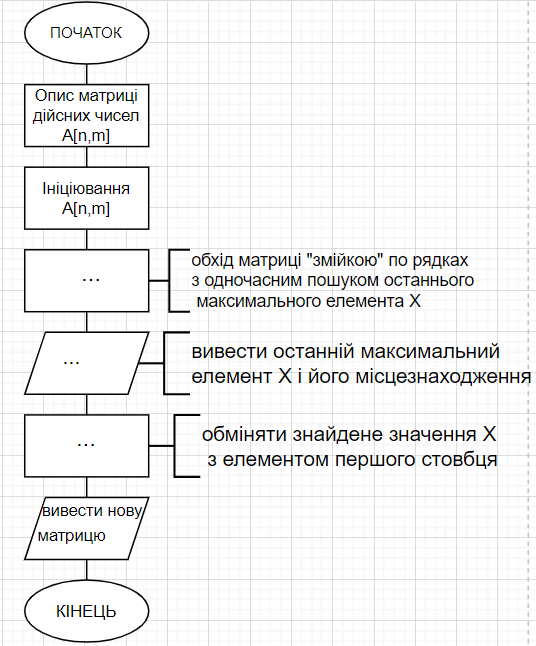 ПОЧАТОК
Опис матриці
дійсних чисел
A[n,m]
Ініціювання
A[n,m]
...
обхід матриці "змійкою" по рядках
з одночасним пошуком останнього
максимального елемента X
...
вивести останній максимальний
елемент X і його місцезнаходження
...
обміняти знайдене значення X
з елементом першого стовбця
вивести нову
матрицю
КІНЕЦЬ